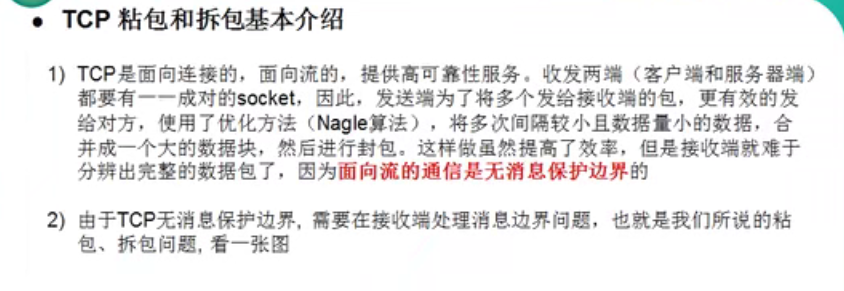 • TCP 粘包和拆包基本介绍
1) TCP是面向连接的，面向流的，提供高可靠性服务。收发两端（客户端和服务器端）
都要有一一成对的socket，因此，发送端为了将多个发给接收端的包，更有效的发
给对方，使用了优化方法（Nagle算法），将多次间隔较小且数据量小的数据，合
并成一个大的数据块，然后进行封包。这样做虽然提高了效率，但是接收端就难于
分辨出完整的数据包了，因为面向流的通信是无消息保护边界的
2) 由于TCP无消息保护边界, 需要在接收端处理消息边界问题，也就是我们所说的粘
包、拆包问题, 看一张图